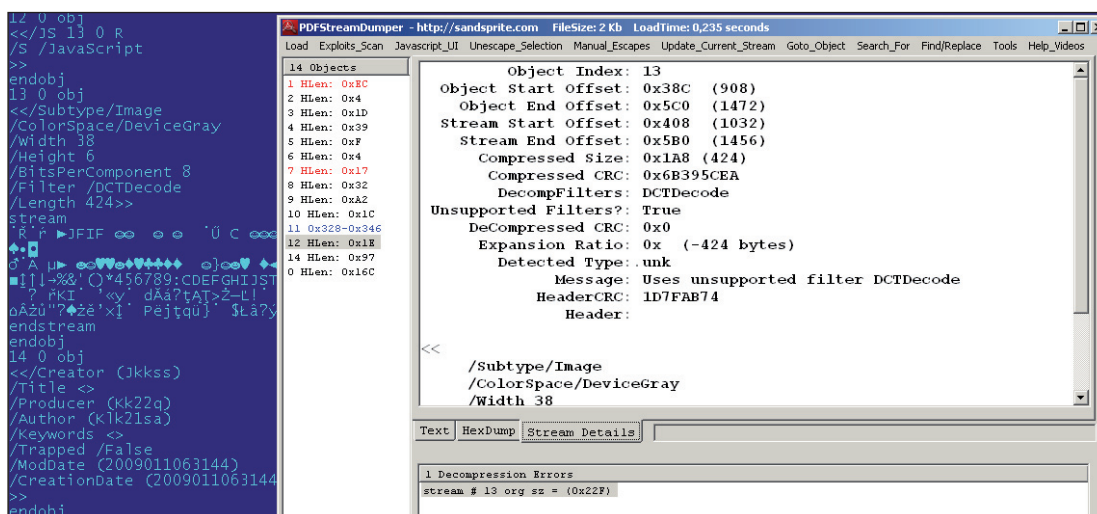 12 0 obj
<</JS 13 0 R
/S /JavaScript
>>
endobj
13 0 obj
<</Subtype/Image
/ColorSpace/DeviceGray
/Width 38
/Height 6
/BitsPerComponent 8
/Filter /DCTDecode
/Length 424>>
stream
JFIF
%&'()*456789:CDEFGHIJST
endstream
endobj
14 0 obj
<</Creator (Jkkss)
/Title <>
/Producer (Kk22q)
/Author (Klk21sa)
/Keywords <>
/Trapped /False
/ModDate (2009011063144)
/CreationDate (2009011063144
>>
endobj
PDFStreamDumper - http://sandsprite.com FileSize: 2 Kb LoadTime: 0,235 seconds
Load Exploits_Scan Javascript_UI Unescape_Selection Manual_Escapes Update_Current_Stream Goto_Object Search_For Find/Replace Tools Help_Videos
14 Objects
1 HLen: 0xEC
2 HLen: 0x4
3 HLen: 0x1D
4 HLen: 0x39
5 HLen: 0xF
6 HLen: 0x4
7 HLen: 0x17
8 HLen: 0x32
9 HLen: 0xA2
10 HLen: 0x1C
11 0x328-0x346
12 HLen: 0x1E
14 HLen: 0x97
0 HLen: 0x16C
Object Index: 13
Object Start Offset: 0x38C (908)
Object End Offset: 0x5C0 (1472)
Stream Start Offset: 0x408 (1032)
Stream End Offset: 0x5B0 (1456)
Compressed Size: 0x1A8 (424)
Compressed CRC: 0x6B395CEA
DecompFilters: DCTDecode
Unsupported Filters?: True
DeCompressed CRC: 0x0
Expansion Ratio: 0x (-424 bytes)
Detected Type: .unk
Message: Uses unsupported filter DCTDecode
HeaderCRC: 1D7FAB74
Header:
<<
/Subtype/Image
/ColorSpace/DeviceGray
/Width 38
Text HexDump Stream Details
1 Decompression Errors
stream # 13 org sz = (0x22F)